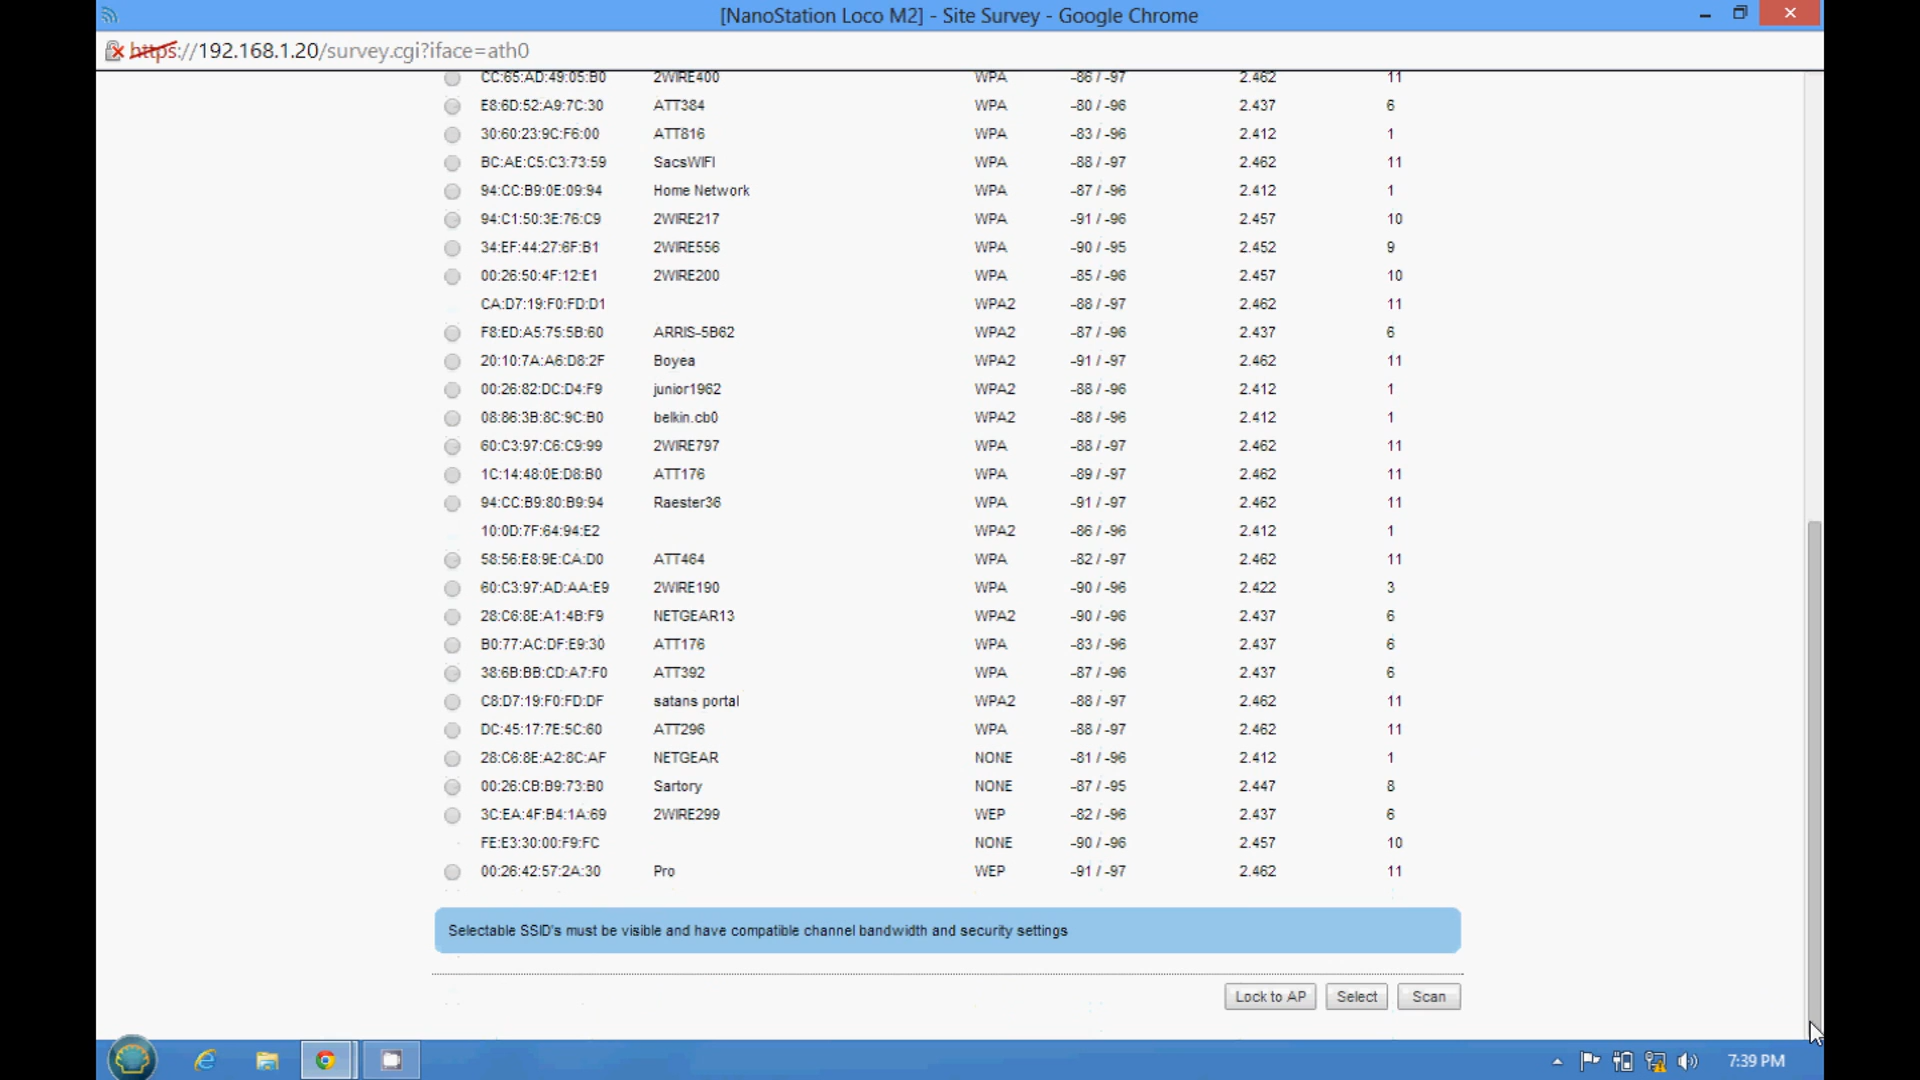 [NanoStation Loco M2] - Site Survey - Google Chrome
https://192.168.1.20/survey.cgi?iface=ath0
CC:65:AD:49:05:B0 2WIRE400 WPA -86 / -97 2.462 11
E8:6D:52:A9:7C:30 ATT384 WPA -80 / -96 2.437 6
30:60:23:9C:F6:00 ATT816 WPA -83 / -96 2.412 1
BC:AE:C5:C3:73:59 SacsWIFI WPA -88 / -97 2.462 11
94:CC:B9:0E:09:94 Home Network WPA -87 / -96 2.412 1
94:C1:50:3E:76:C9 2WIRE217 WPA -91 / -96 2.457 10
34:EF:44:27:6F:B1 2WIRE556 WPA -90 / -95 2.452 9
00:26:50:4F:12:E1 2WIRE200 WPA -85 / -96 2.457 10
CA:D7:19:F0:FD:D1 WPA2 -88 / -97 2.462 11
F8:ED:A5:75:5B:60 ARRIS-5B62 WPA2 -87 / -96 2.437 6
20:10:7A:A6:D8:2F Boyea WPA2 -91 / -97 2.462 11
00:26:82:DC:D4:F9 junior1962 WPA2 -88 / -96 2.412 1
08:86:3B:8C:9C:B0 belkin.cb0 WPA2 -88 / -96 2.412 1
60:C3:97:C6:C9:99 2WIRE797 WPA -88 / -97 2.462 11
1C:14:48:0E:D8:B0 ATT176 WPA -89 / -97 2.462 11
94:CC:B9:80:B9:94 Raester36 WPA -91 / -97 2.462 11
10:0D:7F:64:94:E2 WPA2 -86 / -96 2.412 1
58:56:E8:9E:CA:D0 ATT464 WPA -82 / -97 2.462 11
60:C3:97:AD:AA:E9 2WIRE190 WPA -90 / -96 2.422 3
28:C6:8E:A1:4B:F9 NETGEAR13 WPA2 -90 / -96 2.437 6
B0:77:AC:DF:E9:30 ATT176 WPA -83 / -96 2.437 6
38:6B:BB:CD:A7:F0 ATT392 WPA -87 / -96 2.437 6
C8:D7:19:F0:FD:DF satans portal WPA2 -88 / -97 2.462 11
DC:45:17:7E:5C:60 ATT296 WPA -88 / -97 2.462 11
28:C6:8E:A2:8C:AF NETGEAR NONE -81 / -96 2.412 1
00:26:CB:B9:73:B0 Sartory NONE -87 / -95 2.447 8
3C:EA:4F:B4:1A:69 2WIRE299 WEP -82 / -96 2.437 6
FE:E3:30:00:F9:FC NONE -90 / -96 2.457 10
00:26:42:57:2A:30 Pro WEP -91 / -97 2.462 11
Selectable SSID's must be visible and have compatible channel bandwidth and security settings
Lock to AP Select Scan
7:39 PM